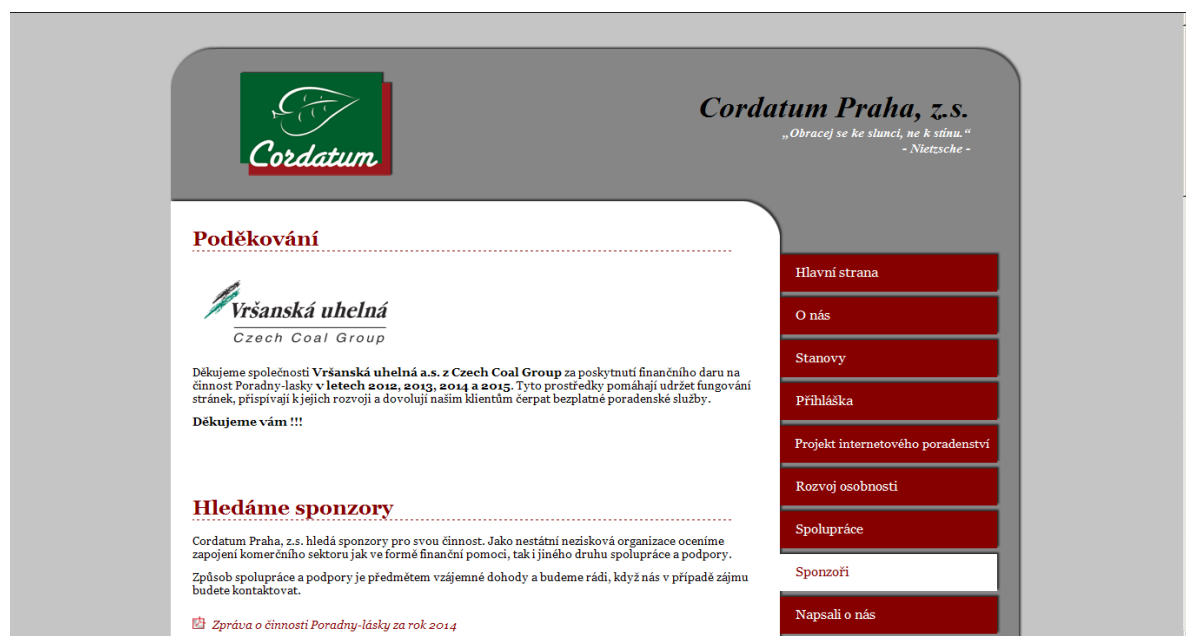 Cordatum
Cordatum Praha, z.s.
„Obracej se ke slunci, ne k stínu.“
- Nietzsche -
Poděkování
Vršanská uhelná
Czech Coal Group
Děkujeme společnosti Vršanská uhelná a.s. z Czech Coal Group za poskytnutí finančního daru na
činnost Poradny-lasky v letech 2012, 2013, 2014 a 2015. Tyto prostředky pomáhají udržet fungování
stránek, přispívají k jejich rozvoji a dovolují našim klientům čerpat bezplatné poradenské služby.
Děkujeme vám !!!
Hledáme sponzory
Cordatum Praha, z.s. hledá sponzory pro svou činnost. Jako nestátní nezisková organizace oceníme
zapojení komerčního sektoru jak ve formě finanční pomoci, tak i jiného druhu spolupráce a podpory.
Způsob spolupráce a podpory je předmětem vzájemné dohody a budeme rádi, když nás v případě zájmu
budete kontaktovat.
Zpráva o činnosti Poradny-lásky za rok 2014
Hlavní strana
O nás
Stanovy
Přihláška
Projekt internetového poradenství
Rozvoj osobnosti
Spolupráce
Sponzoři
Napsali o nás